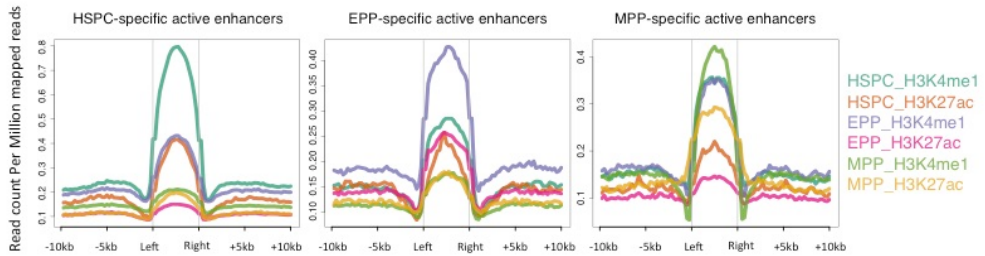 HSPC-specific active enhancers
EPP-specific active enhancers
MPP-specific active enhancers
Read count Per Million mapped reads
0.8
0.7
0.6
0.5
0.4
0.3
0.2
0.1
-10kb -5kb Left Right +5kb +10kb
0.40
0.35
0.30
0.25
0.20
0.15
0.10
-10kb -5kb Left Right +5kb +10kb
0.4
0.3
0.2
0.1
-10kb -5kb Left Right +5kb +10kb
HSPC_H3K4me1
HSPC_H3K27ac
EPP_H3K4me1
EPP_H3K27ac
MPP_H3K4me1
MPP_H3K27ac